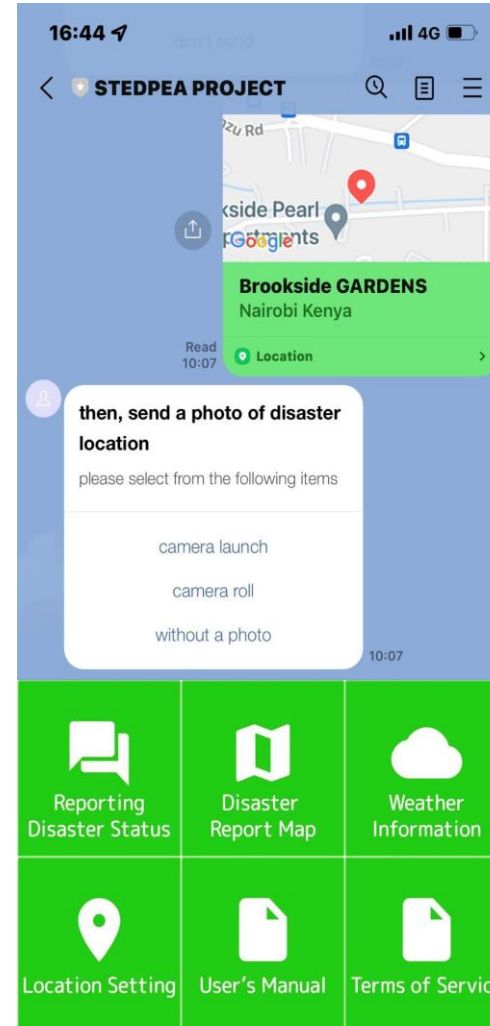 16:44
4G
don't send
STEDPEA PROJECT
Rd
kside Pearl
Google
Brookside GARDENS
Nairobi Kenya
Read
10:07
Location
then, send a photo of disaster
location
please select from the following items
camera launch
camera roll
without a photo
10:07
Reporting
Disaster Status
Disaster
Report Map
Weather
Information
Location Setting
User's Manual
Terms of Servic